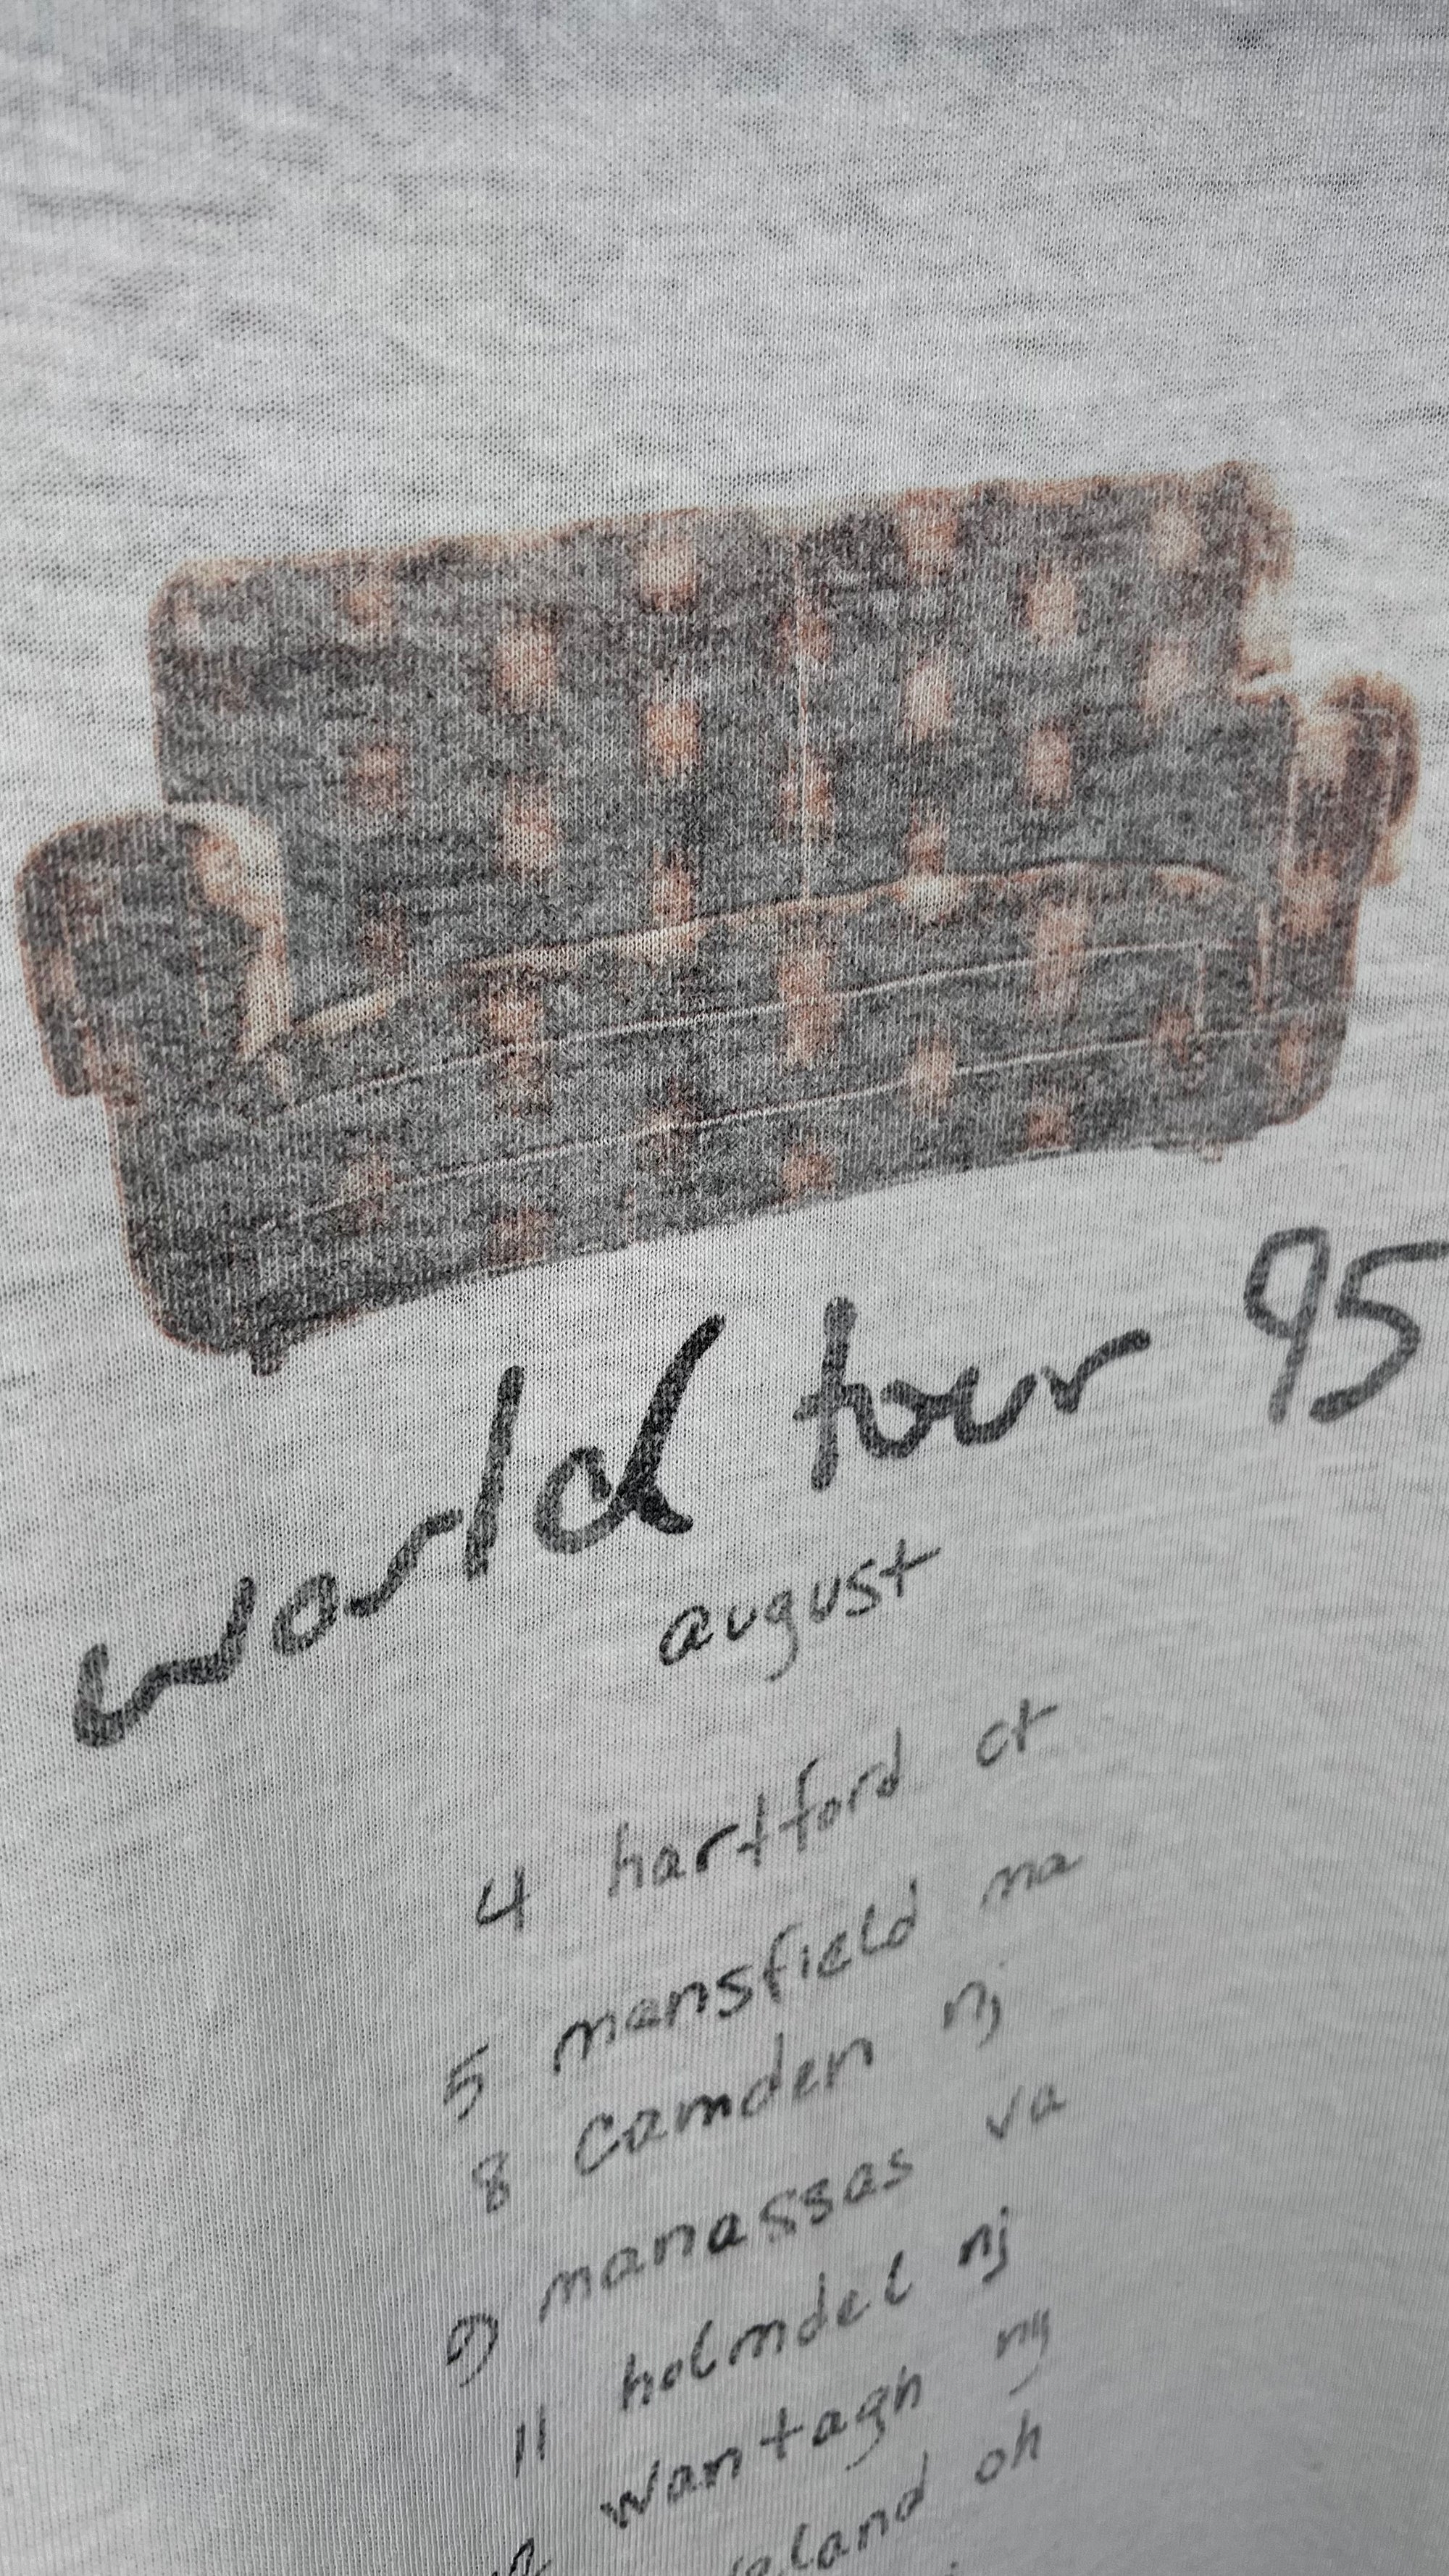 world tour 95
august
4 hartford ct
5 mansfield ma
8 camden nj
9 manassas va
11 holmdel nj
wantagh ny
oh